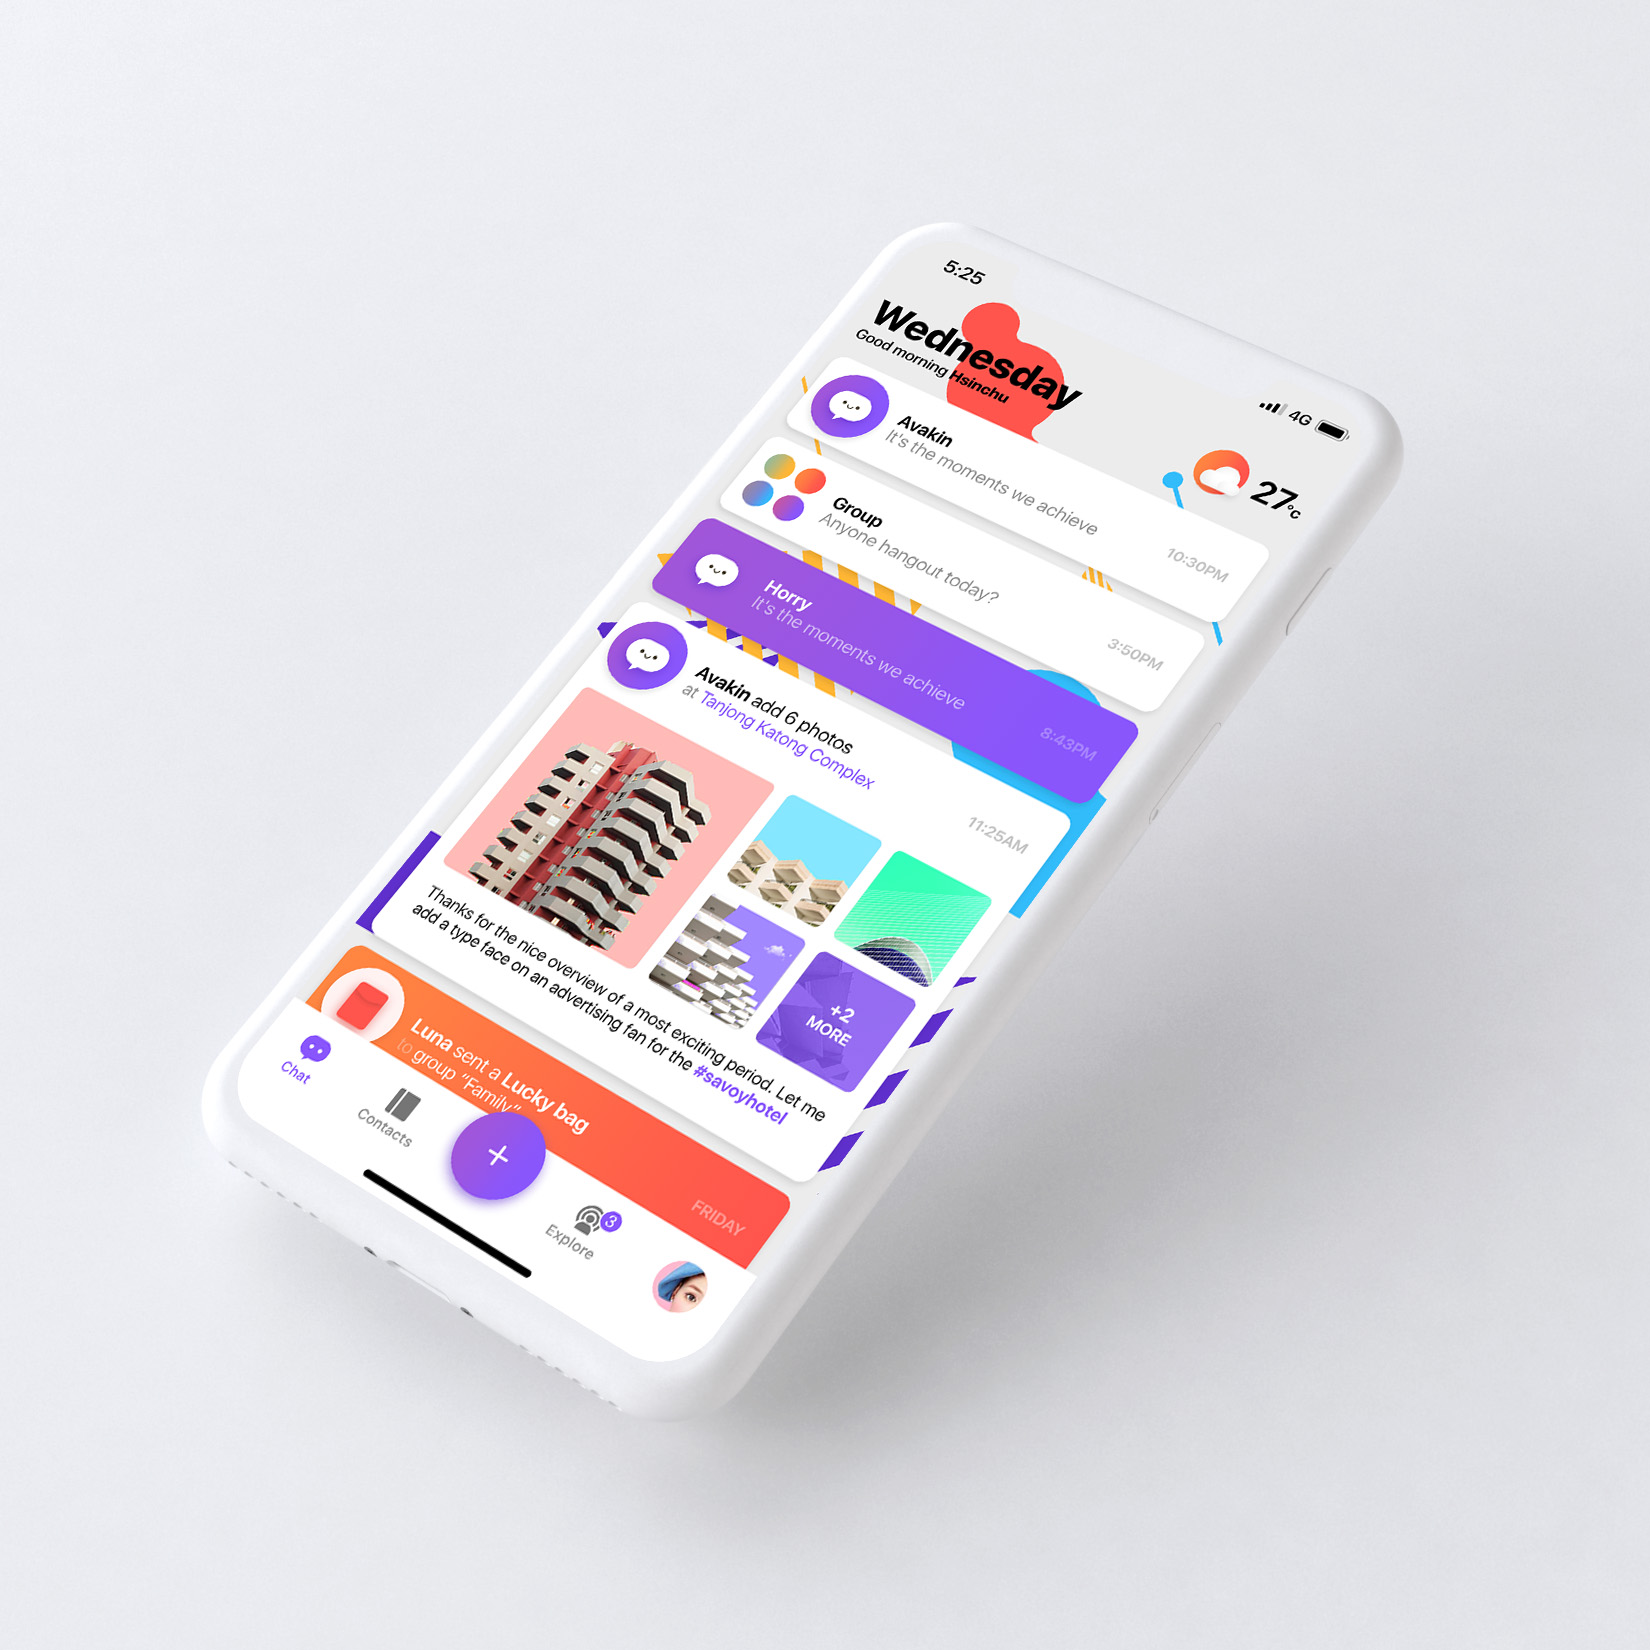 5:25
4G
Wednesday
Good morning Hsinchu
27°c
Avakin
It's the moments we achieve
10:30PM
Group
Anyone hangout today?
3:50PM
Horry
It's the moments we achieve
8:43PM
Avakin add 6 photos
at Tanjong Katong Complex
11:25AM
+2
MORE
Thanks for the nice overview of a most exciting period. Let me
add a type face on an advertising fan for the #savoyhotel
Luna sent a Lucky bag
to group "Family"
FRIDAY
Chat
Contacts
+
Explore
3